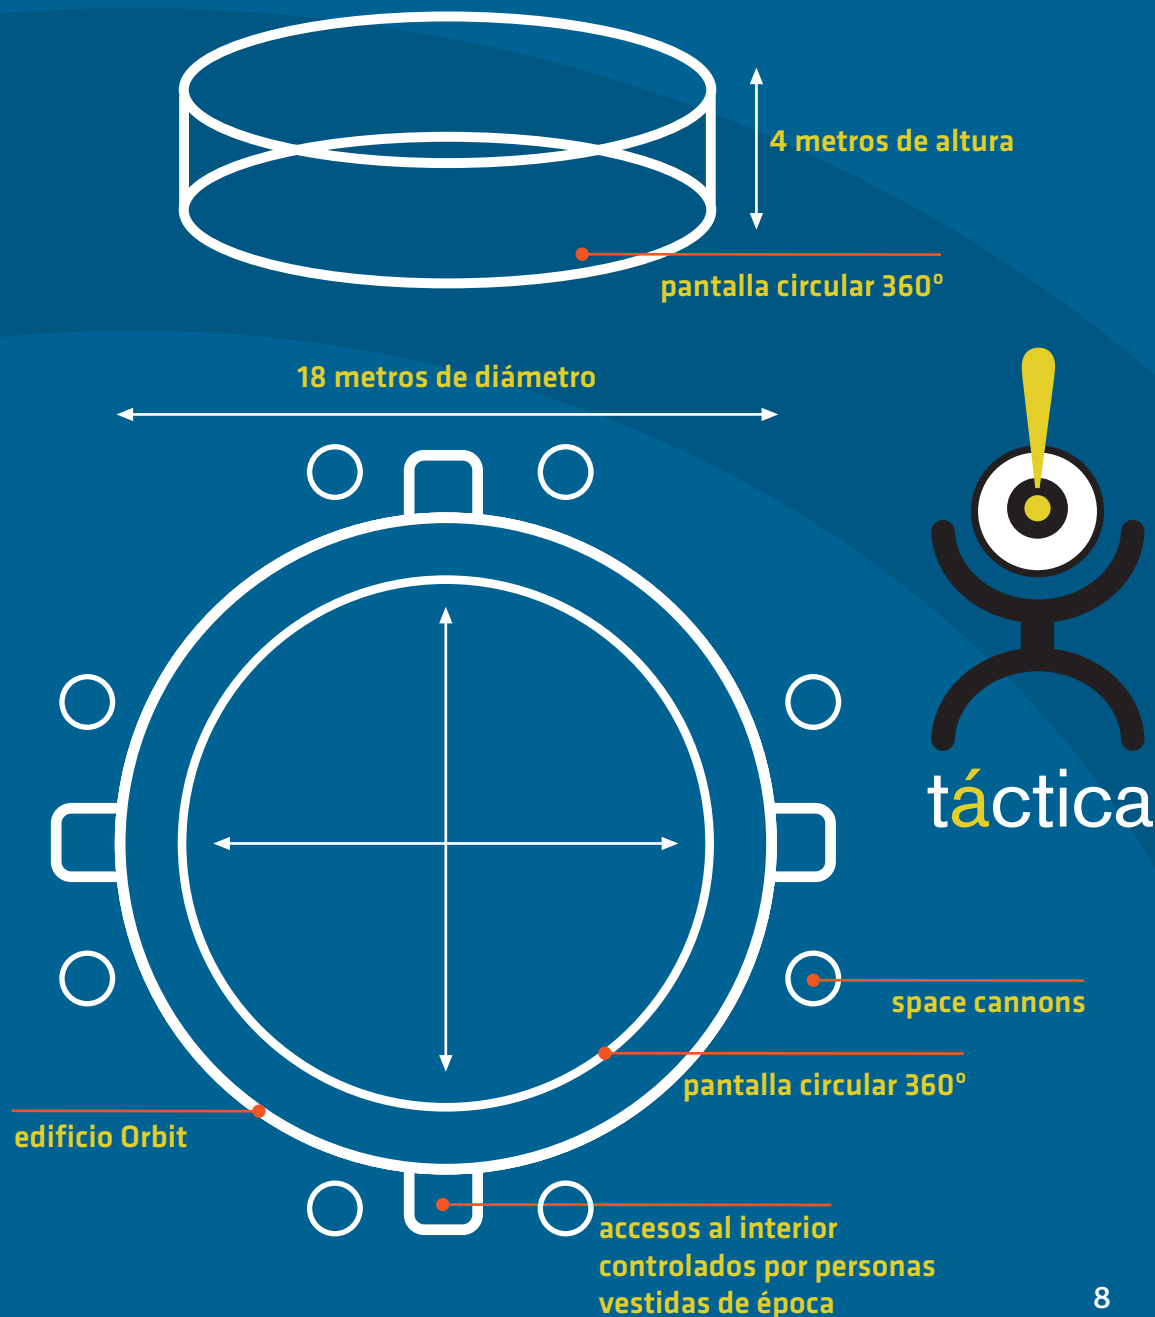 4 metros de altura
pantalla circular 360º
18 metros de diámetro
táctica
space cannons
pantalla circular 360º
edificio Orbit
accesos al interior
controlados por personas
vestidas de época
8